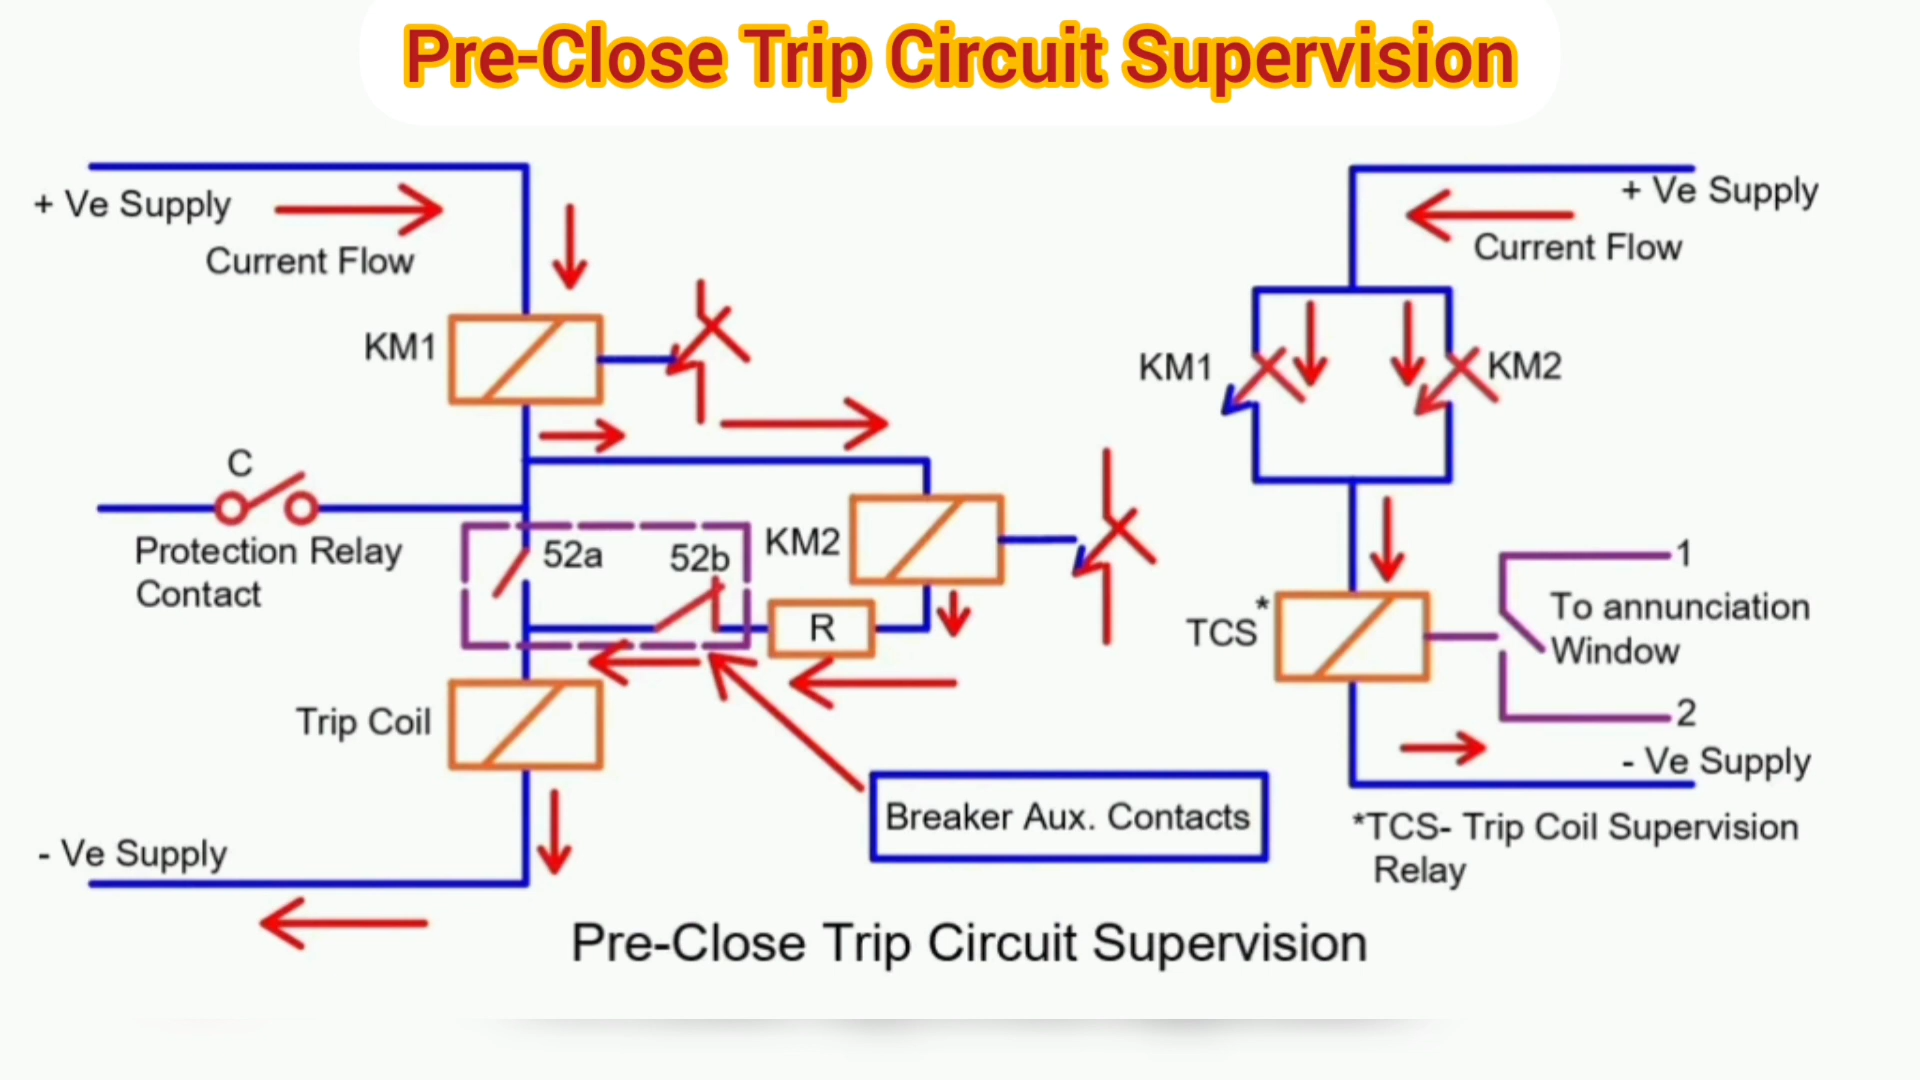 Pre-Close Trip Circuit Supervision
+ Ve Supply
Current Flow
KM1
C
Protection Relay
Contact
52a
52b
KM2
R
Trip Coil
- Ve Supply
Breaker Aux. Contacts
+ Ve Supply
Current Flow
KM1
KM2
TCS*
1
To annunciation
Window
2
- Ve Supply
*TCS- Trip Coil Supervision
Relay
Pre-Close Trip Circuit Supervision